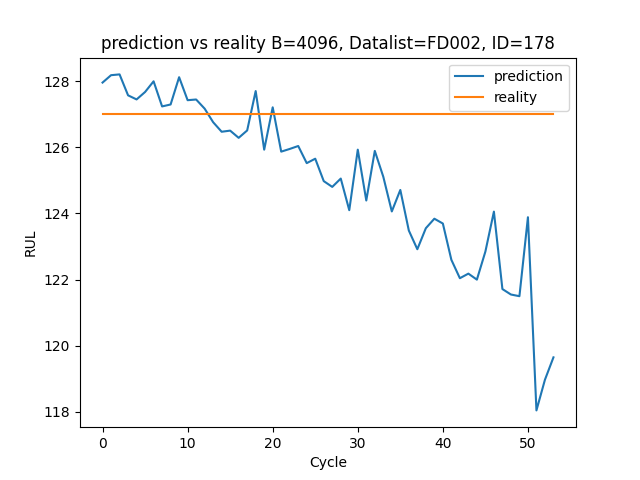 prediction vs reality B=4096, Datalist=FD002, ID=178
prediction
reality
RUL
128
126
124
122
120
118
0 10 20 30 40 50
Cycle